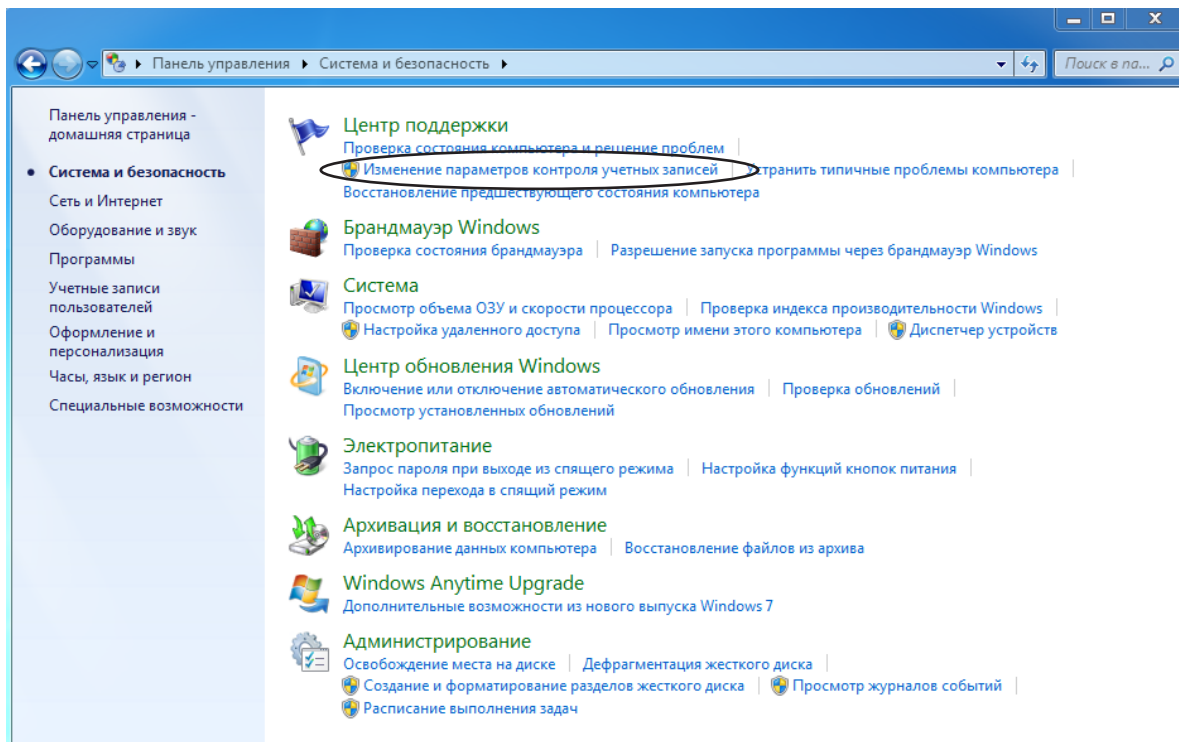 Панель управления ▸ Система и безопасность ▸
Поиск в па...
Панель управления -
домашняя страница
Система и безопасность
Сеть и Интернет
Оборудование и звук
Программы
Учетные записи
пользователей
Оформление и
персонализация
Часы, язык и регион
Специальные возможности
Центр поддержки
Проверка состояния компьютера и решение проблем
Изменение параметров контроля учетных записей | Устранить типичные проблемы компьютера
Восстановление предшествующего состояния компьютера
Брандмауэр Windows
Проверка состояния брандмауэра | Разрешение запуска программы через брандмауэр Windows
Система
Просмотр объема ОЗУ и скорости процессора | Проверка индекса производительности Windows
Настройка удаленного доступа | Просмотр имени этого компьютера | Диспетчер устройств
Центр обновления Windows
Включение или отключение автоматического обновления | Проверка обновлений
Просмотр установленных обновлений
Электропитание
Запрос пароля при выходе из спящего режима | Настройка функций кнопок питания
Настройка перехода в спящий режим
Архивация и восстановление
Архивирование данных компьютера | Восстановление файлов из архива
Windows Anytime Upgrade
Дополнительные возможности из нового выпуска Windows 7
Администрирование
Освобождение места на диске | Дефрагментация жесткого диска
Создание и форматирование разделов жесткого диска | Просмотр журналов событий
Расписание выполнения задач